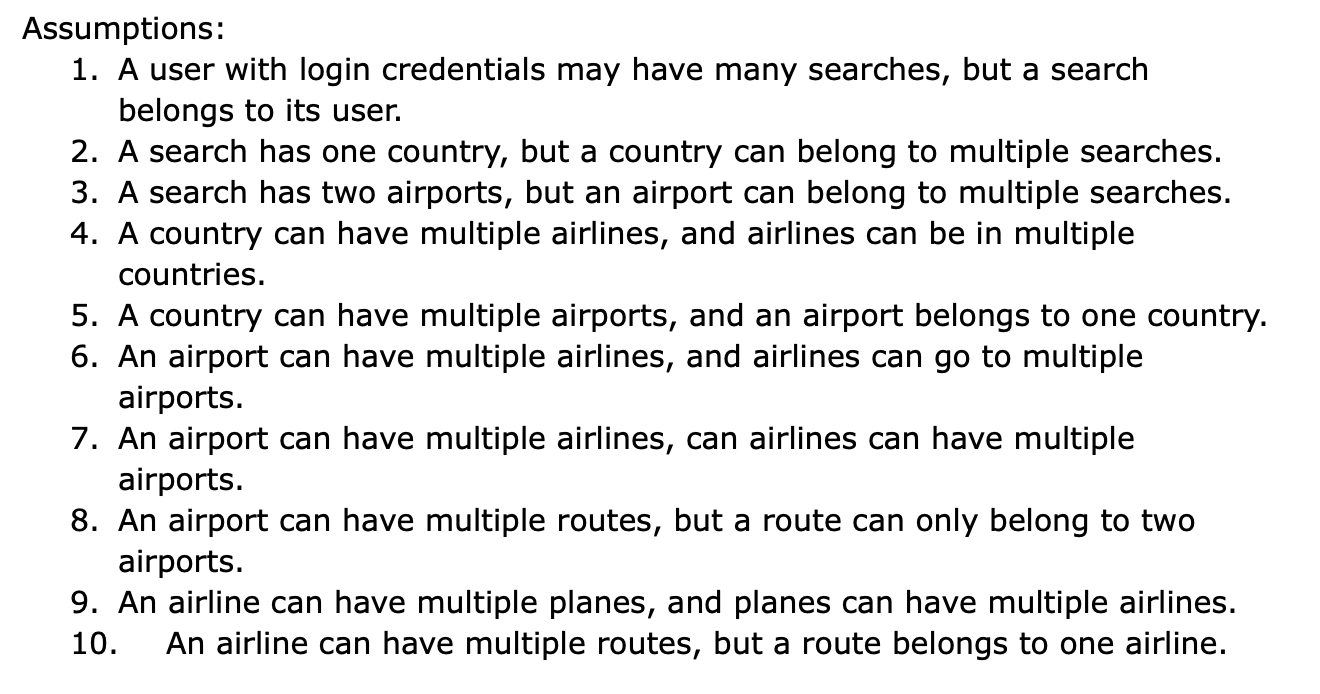 Assumptions:
1. A user with login credentials may have many searches, but a search
belongs to its user.
2. A search has one country, but a country can belong to multiple searches.
3. A search has two airports, but an airport can belong to multiple searches.
4. A country can have multiple airlines, and airlines can be in multiple
countries.
5. A country can have multiple airports, and an airport belongs to one country.
6. An airport can have multiple airlines, and airlines can go to multiple
airports.
7. An airport can have multiple airlines, can airlines can have multiple
airports.
8. An airport can have multiple routes, but a route can only belong to two
airports.
9. An airline can have multiple planes, and planes can have multiple airlines.
10. An airline can have multiple routes, but a route belongs to one airline.